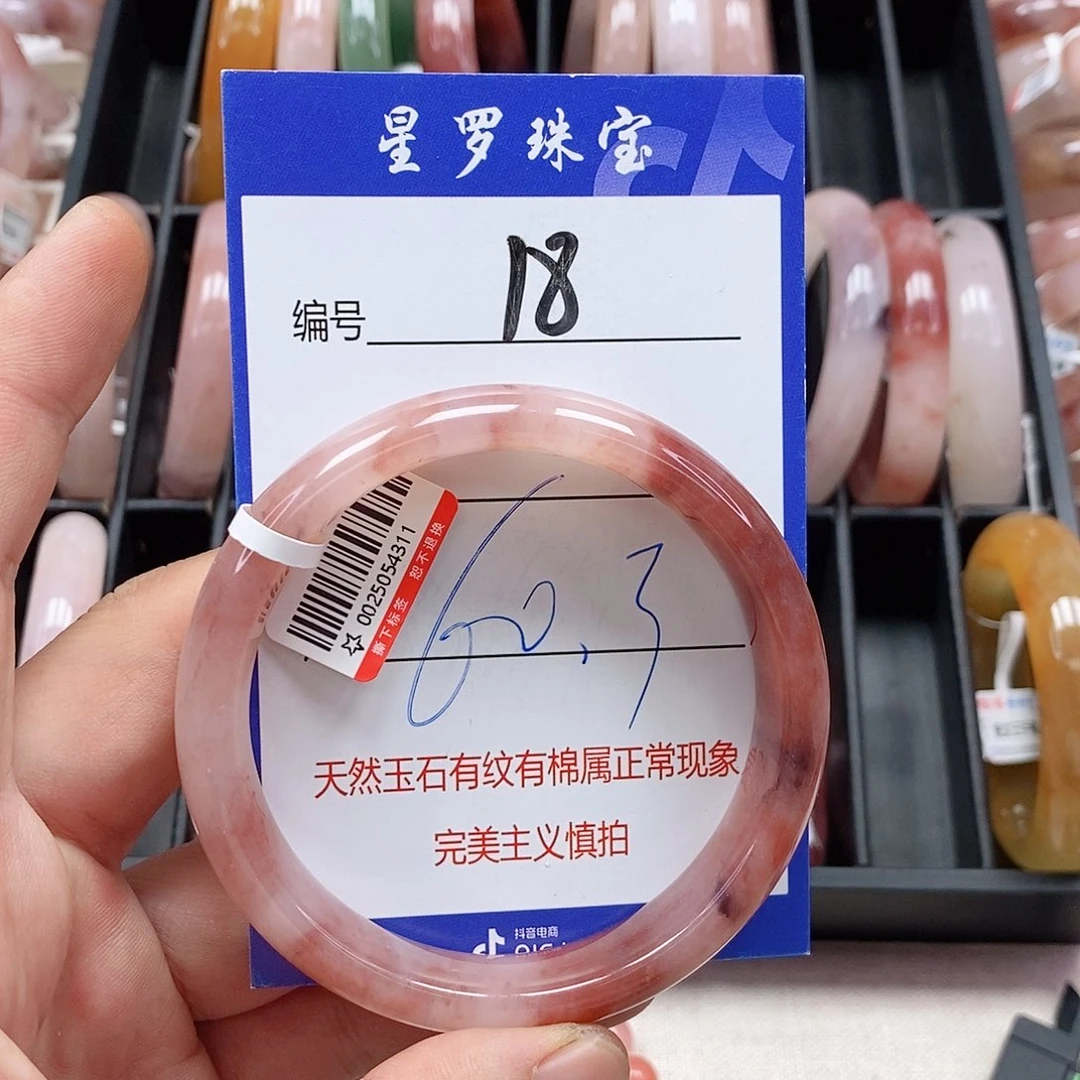 星罗珠宝
编号 18
0025054311
撕下标签 恕不退换
60.3
天然玉石有纹有棉属正常现象
完美主义慎拍
抖音电商